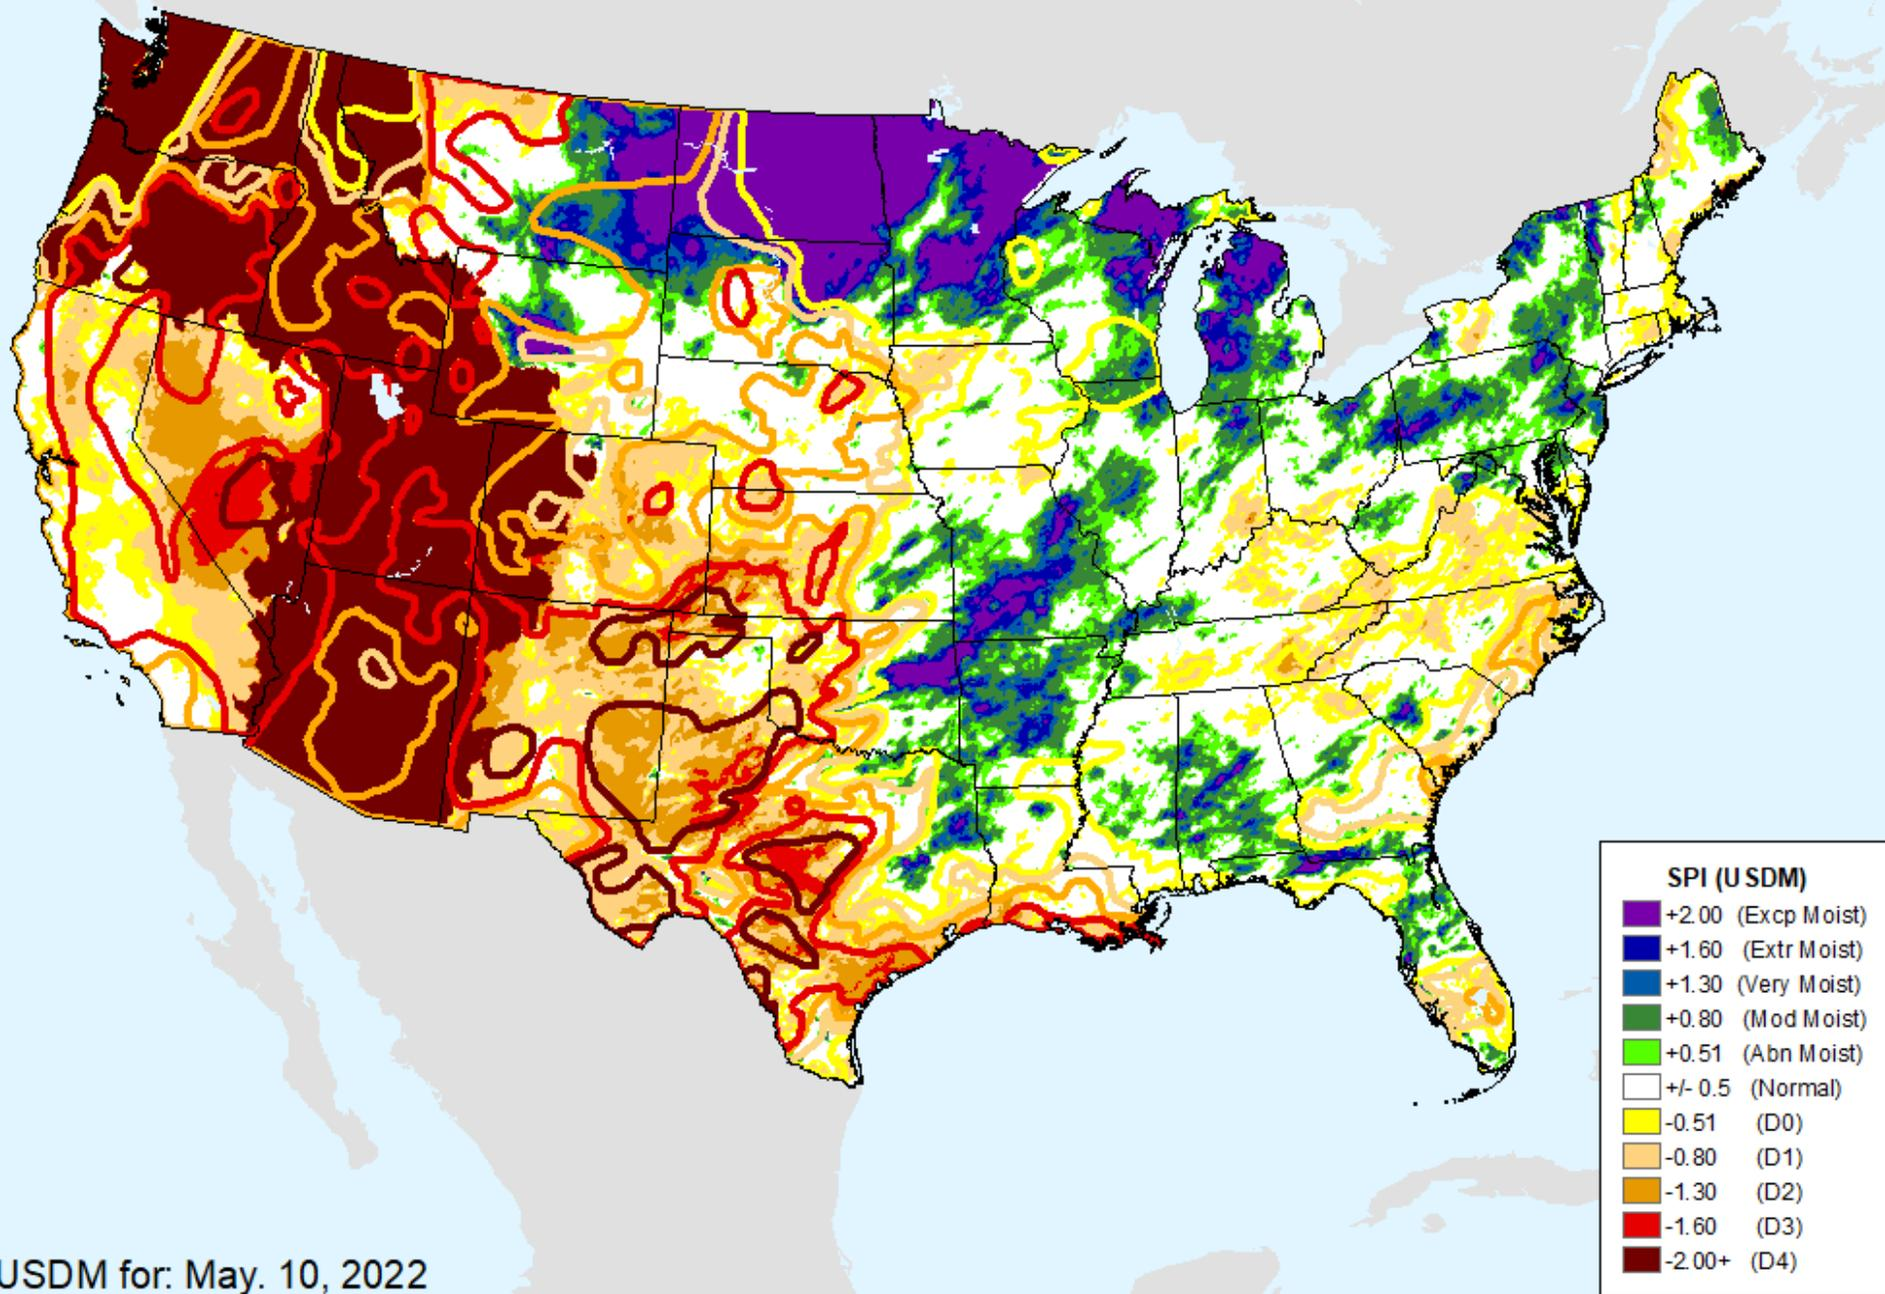 SPI (USDM)
+2.00 (Excp Moist)
+1.60 (Extr Moist)
+1.30 (Very Moist)
+0.80 (Mod Moist)
+0.51 (Abn Moist)
+/- 0.5 (Normal)
-0.51 (D0)
-0.80 (D1)
-1.30 (D2)
-1.60 (D3)
-2.00+ (D4)
USDM for: May. 10, 2022